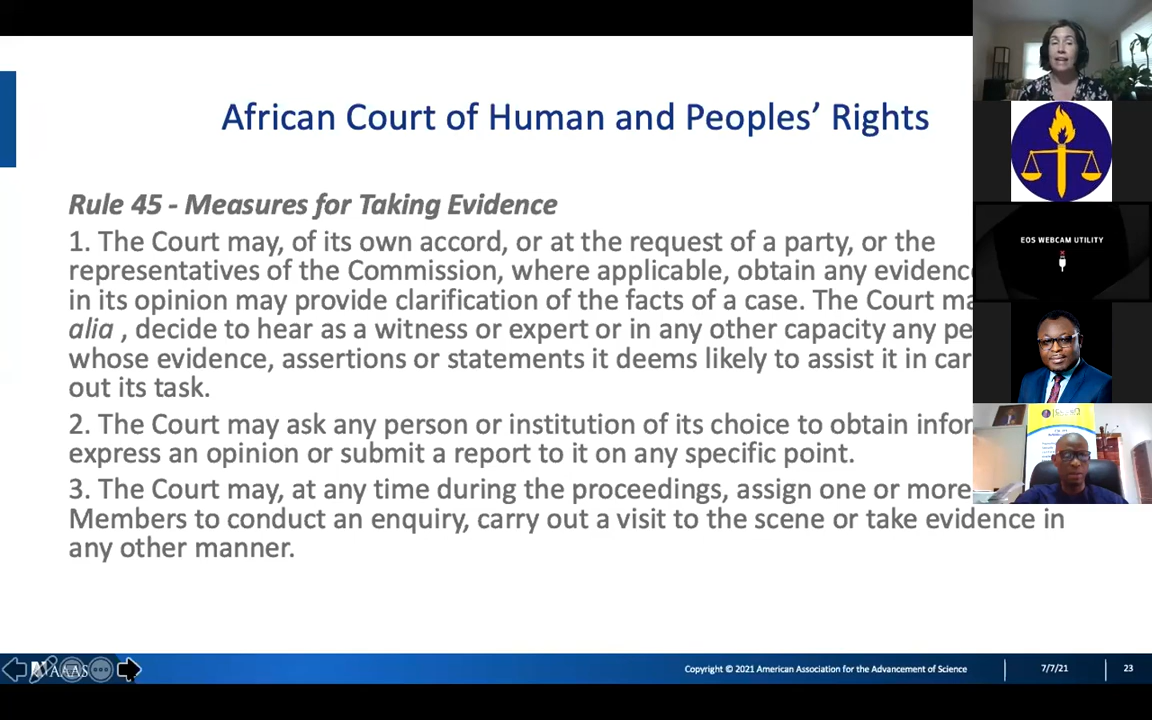 African Court of Human and Peoples’ Rights
Rule 45 - Measures for Taking Evidence
1. The Court may, of its own accord, or at the request of a party, or the
representatives of the Commission, where applicable, obtain any evidenc
in its opinion may provide clarification of the facts of a case. The Court ma
alia , decide to hear as a witness or expert or in any other capacity any pe
whose evidence, assertions or statements it deems likely to assist it in car
out its task.
2. The Court may ask any person or institution of its choice to obtain infor
express an opinion or submit a report to it on any specific point.
3. The Court may, at any time during the proceedings, assign one or more
Members to conduct an enquiry, carry out a visit to the scene or take evidence in
any other manner.
EOS WEBCAM UTILITY
AAAS
Copyright © 2021 American Association for the Advancement of Science
7/7/21
23